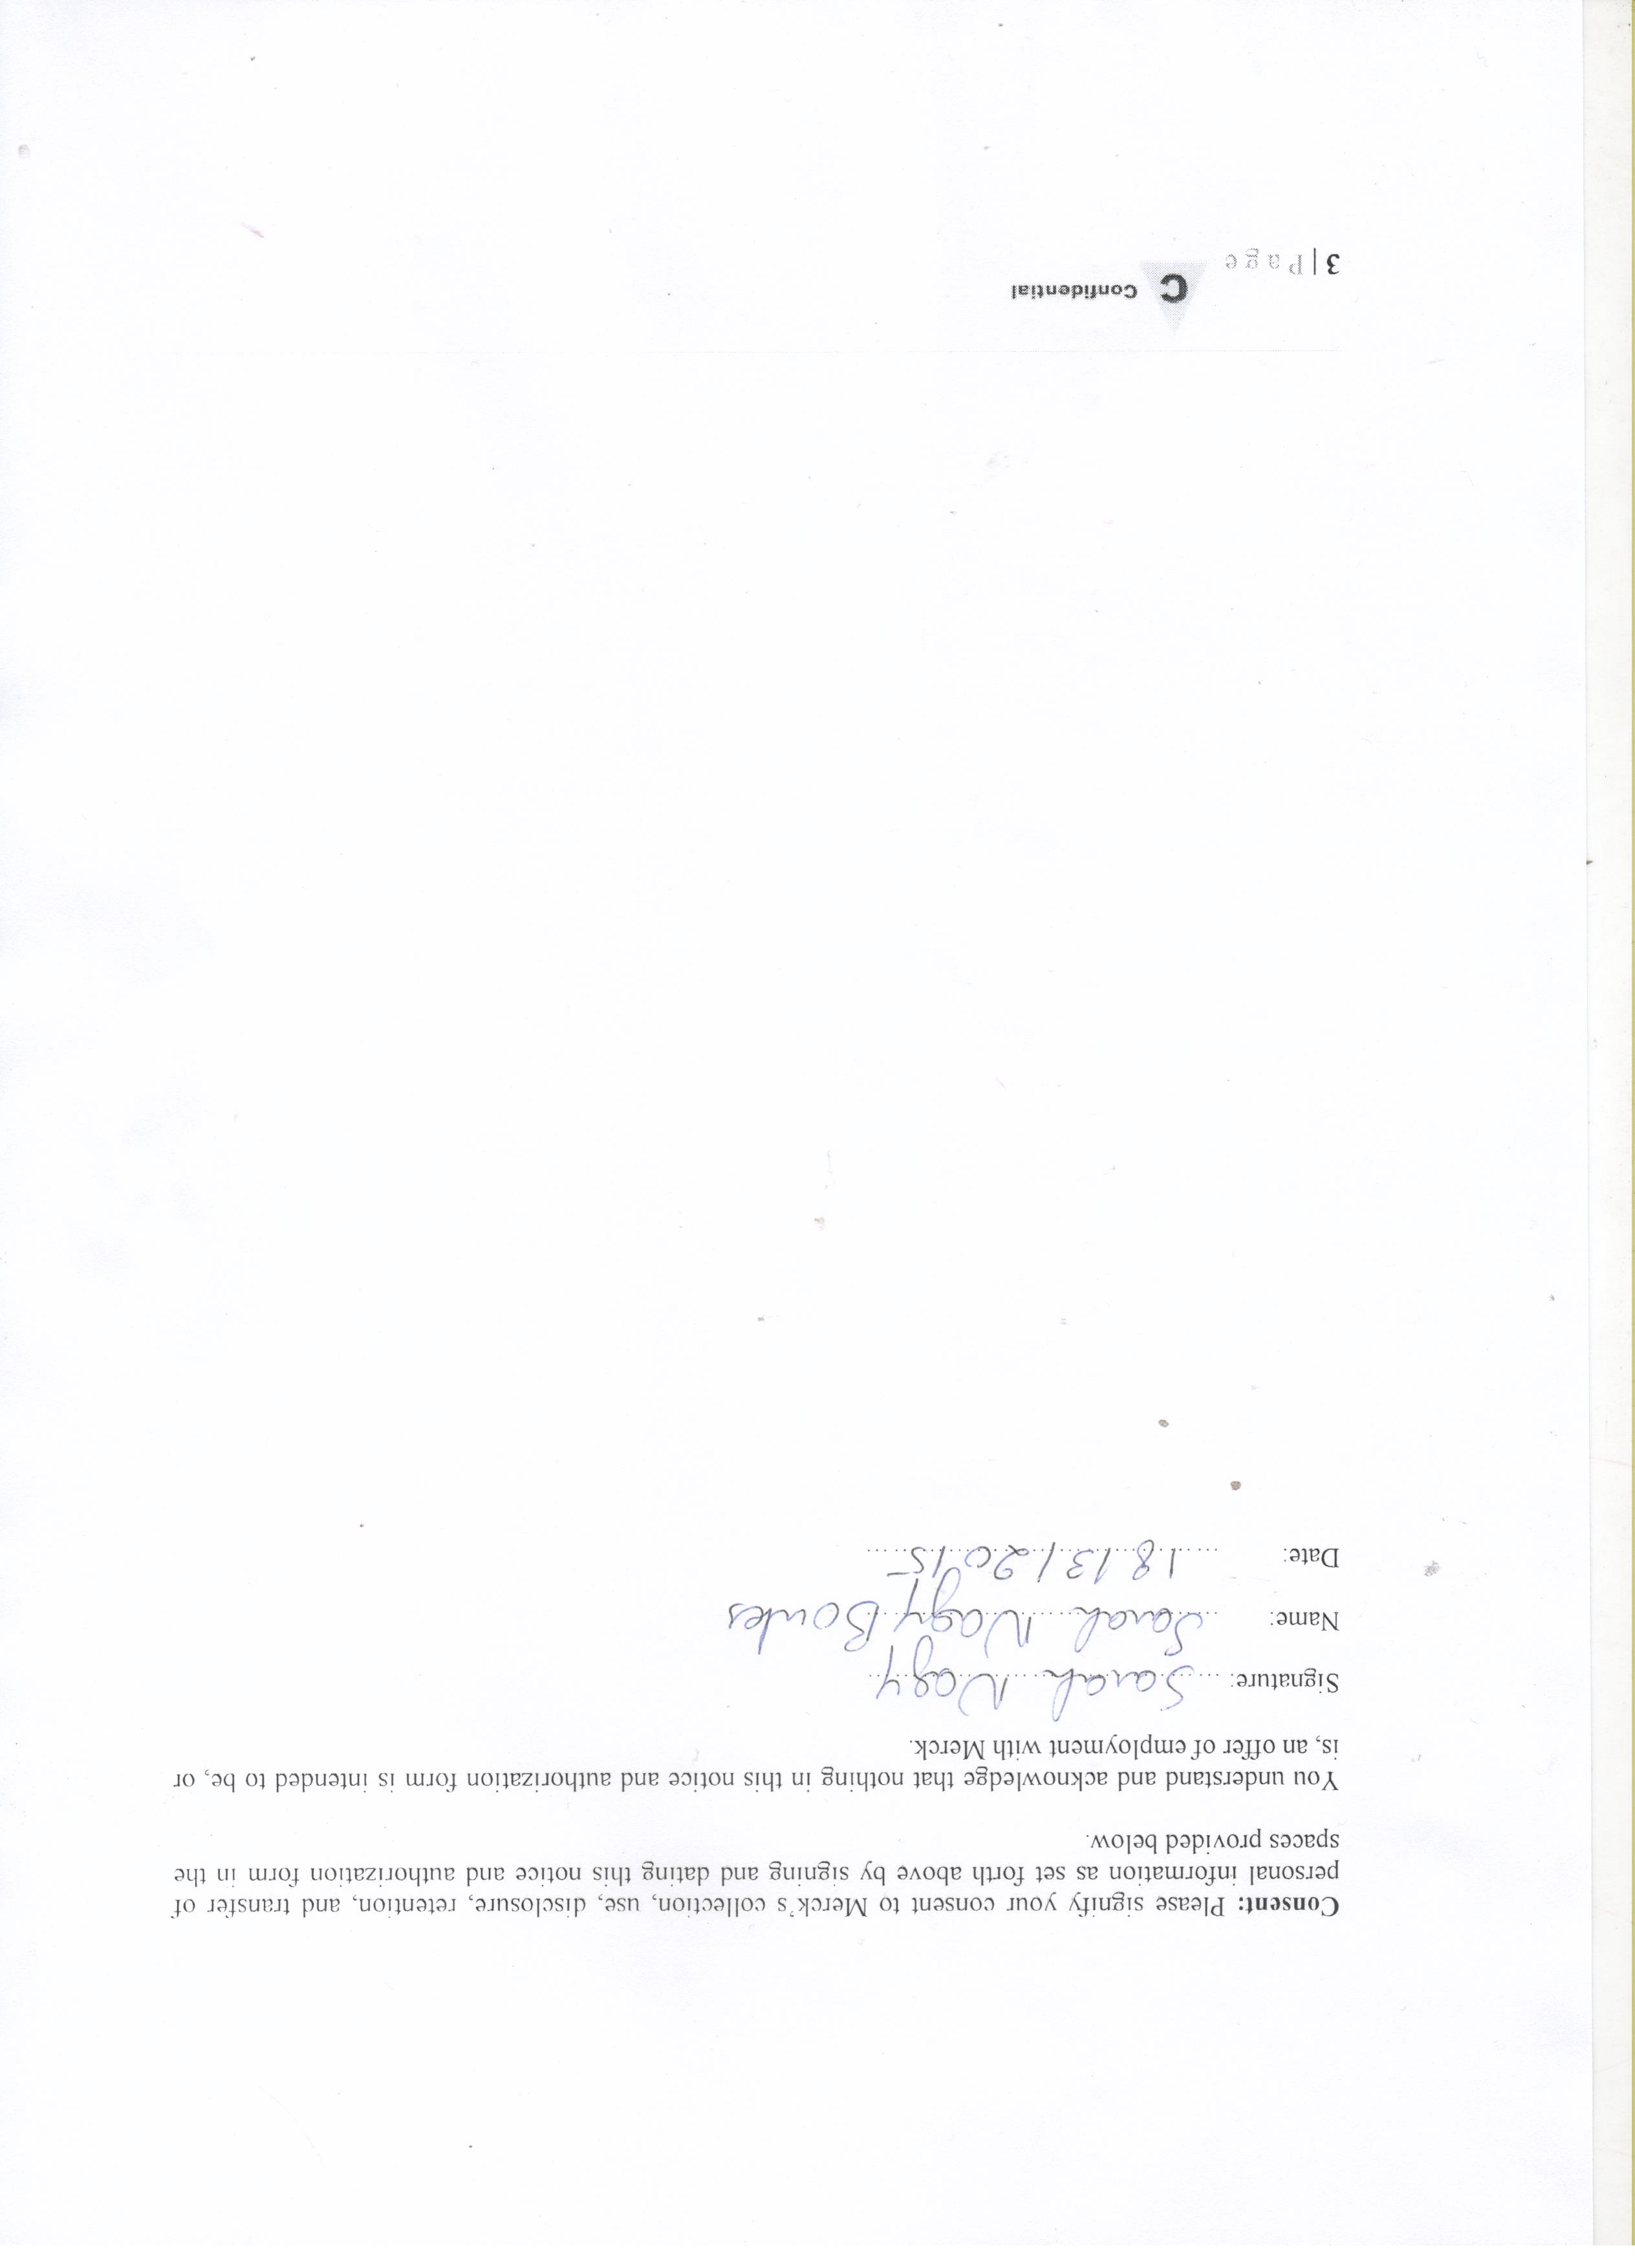 Consent: Please signify your consent to Merck's collection, use, disclosure, retention, and transfer of
personal information as set forth above by signing and dating this notice and authorization form in the
spaces provided below.
You understand and acknowledge that nothing in this notice and authorization form is intended to be, or
is, an offer of employment with Merck.
Signature: Sarah Nagy
Name: Sarah Nagy Boules
Date: 18/3/2015
C Confidential
3 | Page